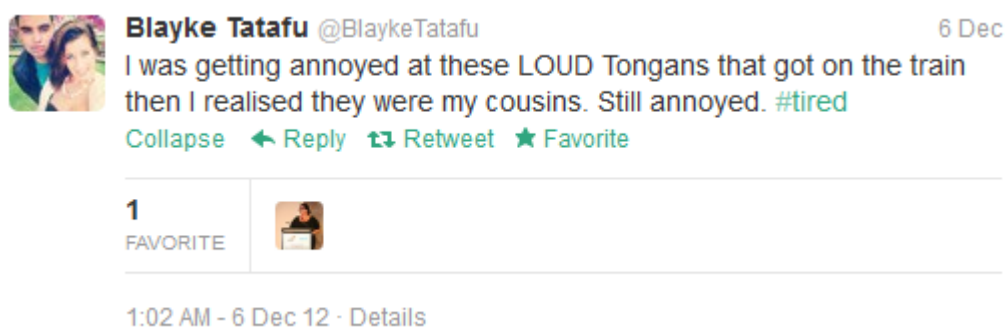 Blayke Tatafu @BlaykeTatafu 6 Dec
I was getting annoyed at these LOUD Tongans that got on the train
then I realised they were my cousins. Still annoyed. #tired
Collapse Reply Retweet Favorite
1
FAVORITE
1:02 AM - 6 Dec 12 · Details